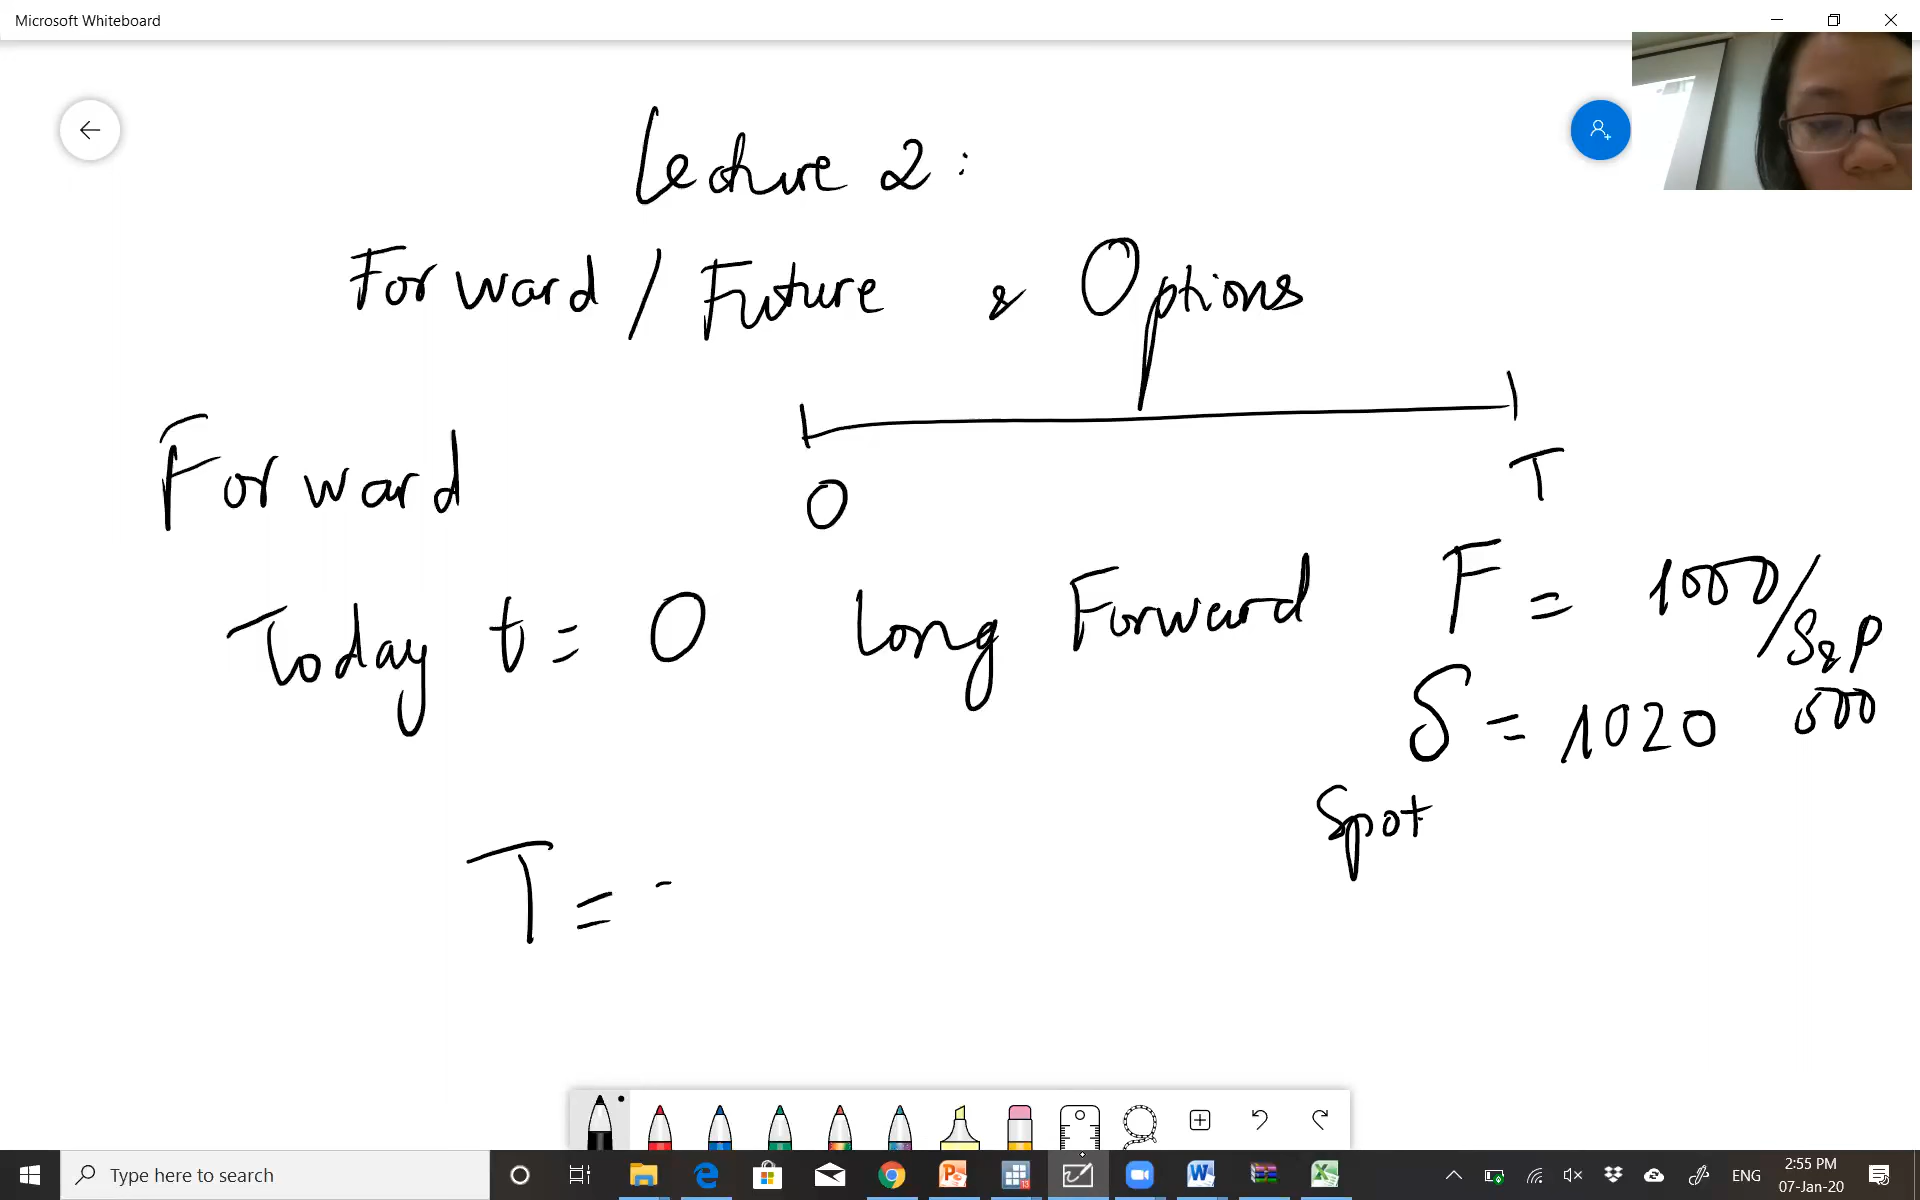 Microsoft Whiteboard
Lecture 2:
Forward / Future & Options
Forward
0 T
Today t = 0 long Forward F = 1000/S&P
500
S = 1020
Spot
T =
Type here to search
ENG
2:55 PM
07-Jan-20